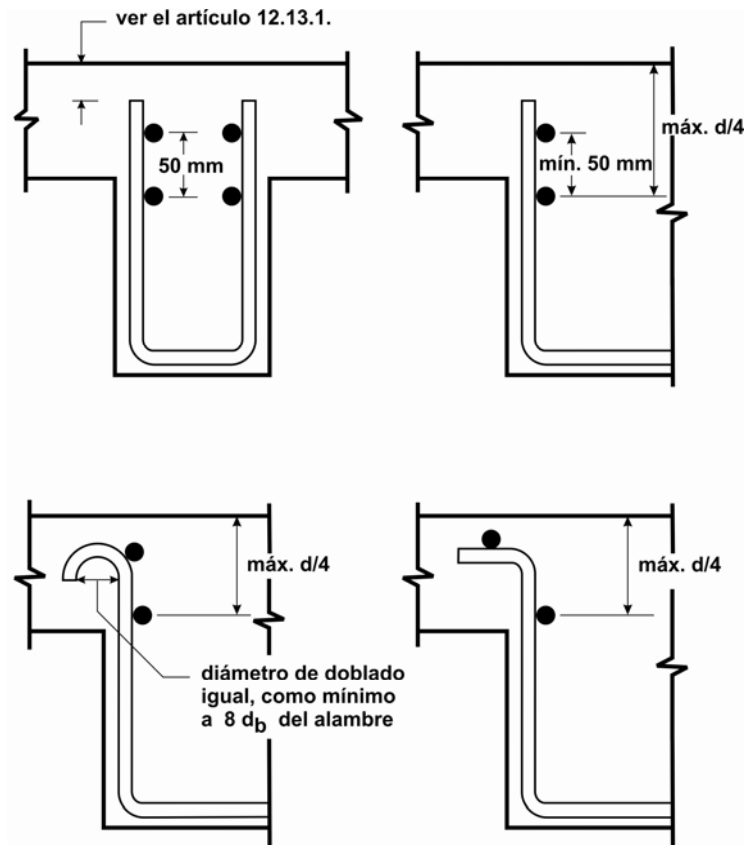 ver el artículo 12.13.1.
50 mm
máx. d/4
mín. 50 mm
máx. d/4
diámetro de doblado
igual, como mínimo
a 8 db del alambre
máx. d/4